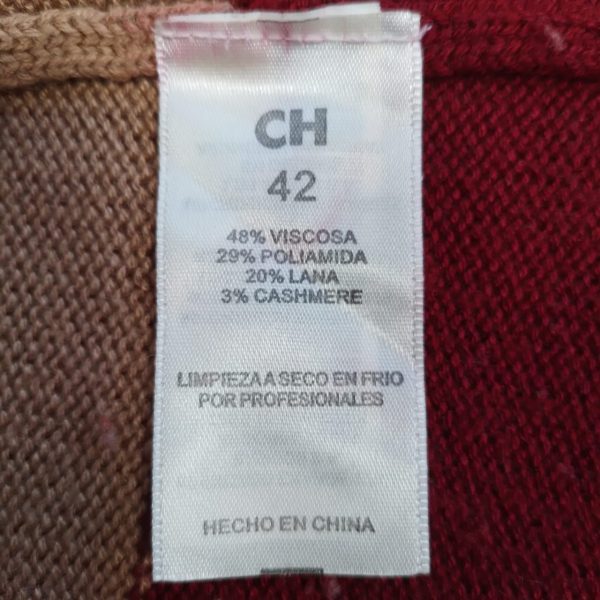 CH
42
48% VISCOSA
29% POLIAMIDA
20% LANA
3% CASHMERE
LIMPIEZA A SECO EN FRIO
POR PROFESIONALES
HECHO EN CHINA